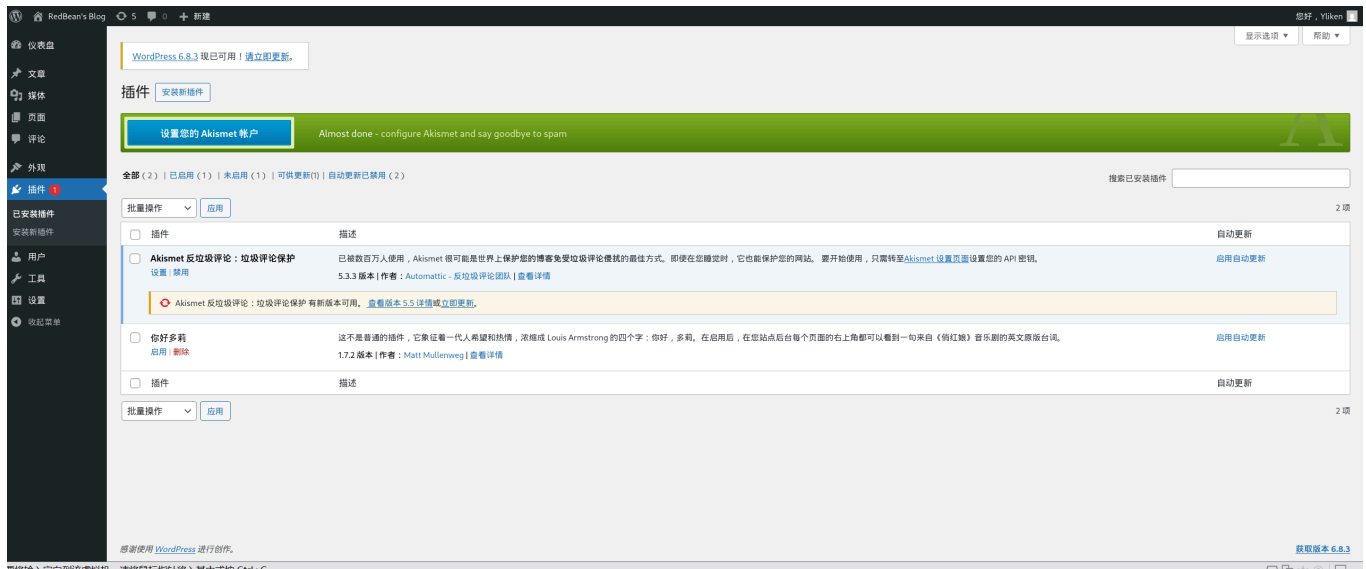 RedBean's Blog 5 0 + 新建 您好，Yliken
显示选项 ▼ 帮助 ▼
仪表盘
文章
媒体
页面
评论
外观
插件 1
已安装插件
安装新插件
用户
工具
设置
收起菜单
WordPress 6.8.3 现已可用！请立即更新。
插件 安装新插件
设置您的 Akismet 帐户 Almost done - configure Akismet and say goodbye to spam
A
全部（2）| 已启用（1）| 未启用（1）| 可供更新(1) | 自动更新已禁用（2）
搜索已安装插件
批量操作 应用 2 项
插件 描述 自动更新
Akismet 反垃圾评论：垃圾评论保护 已被数百万人使用，Akismet 很可能是世界上保护您的博客免受垃圾评论侵扰的最佳方式。即使在您睡觉时，它也能保护您的网站。 要开始使用，只需转至Akismet 设置页面设置您的 API 密钥。 启用自动更新
设置 | 禁用 5.3.3 版本 | 作者：Automattic - 反垃圾评论团队 | 查看详情
Akismet 反垃圾评论：垃圾评论保护 有新版本可用。 查看版本 5.5 详情或立即更新。
你好多莉 这不是普通的插件，它象征着一代人希望和热情，浓缩成 Louis Armstrong 的四个字：你好，多莉。在启用后，在您站点后台每个页面的右上角都可以看到一句来自《俏红娘》音乐剧的英文原版台词。 启用自动更新
启用 | 删除 1.7.2 版本 | 作者：Matt Mullenweg | 查看详情
插件 描述 自动更新
批量操作 应用 2 项
感谢使用 WordPress 进行创作。 获取版本 6.8.3